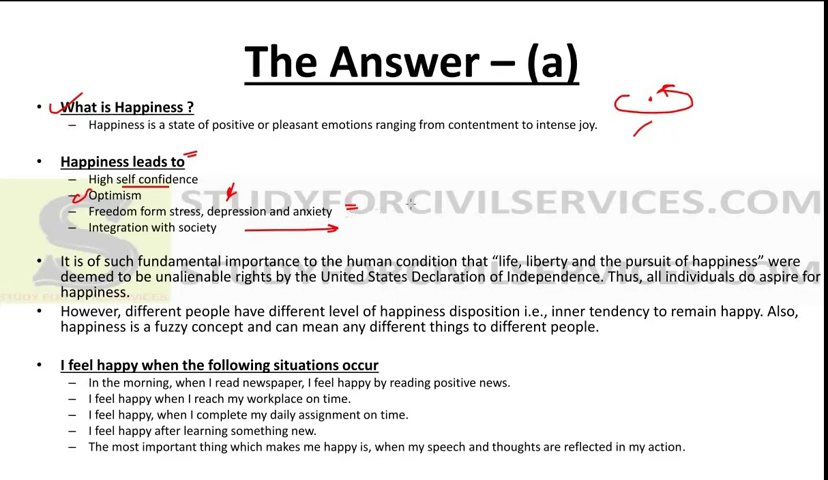 The Answer – (a)
• What is Happiness ?
– Happiness is a state of positive or pleasant emotions ranging from contentment to intense joy.
• Happiness leads to
– High self confidence
– Optimism
– Freedom form stress, depression and anxiety
– Integration with society
STUDYFORCIVILSERVICES.COM
• It is of such fundamental importance to the human condition that “life, liberty and the pursuit of happiness” were
deemed to be unalienable rights by the United States Declaration of Independence. Thus, all individuals do aspire for
happiness.
STUDYFORCIVILSERVICES.COM
STUDY FOR CIVIL SERVICES
• However, different people have different level of happiness disposition i.e., inner tendency to remain happy. Also,
happiness is a fuzzy concept and can mean any different things to different people.
• I feel happy when the following situations occur
– In the morning, when I read newspaper, I feel happy by reading positive news.
– I feel happy when I reach my workplace on time.
– I feel happy, when I complete my daily assignment on time.
– I feel happy after learning something new.
– The most important thing which makes me happy is, when my speech and thoughts are reflected in my action.